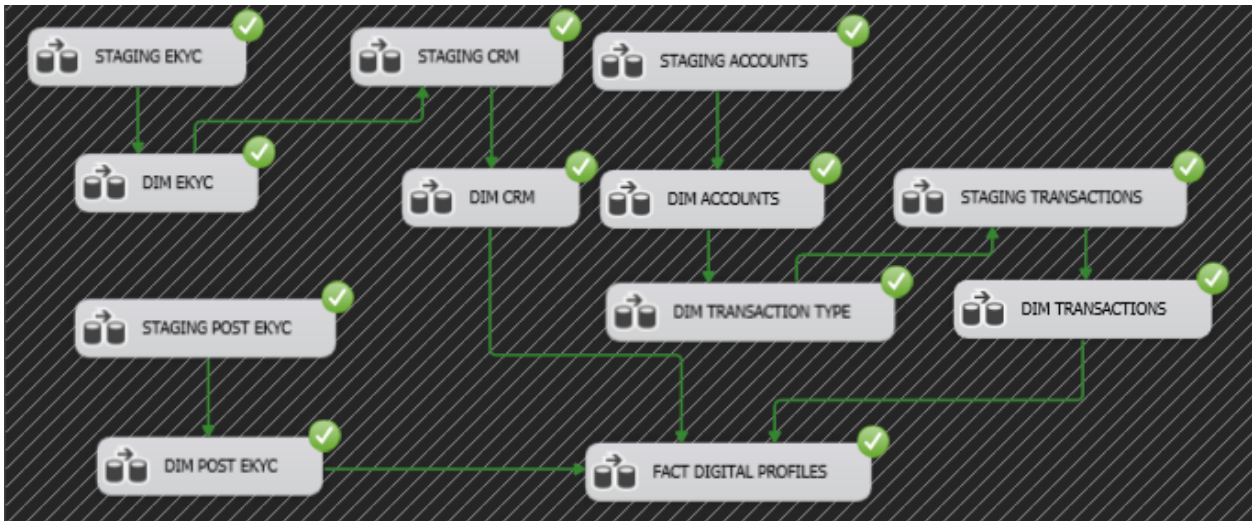 STAGING EKYC
STAGING CRM
STAGING ACCOUNTS
DIM EKYC
DIM CRM
DIM ACCOUNTS
STAGING TRANSACTIONS
STAGING POST EKYC
DIM TRANSACTION TYPE
DIM TRANSACTIONS
DIM POST EKYC
FACT DIGITAL PROFILES